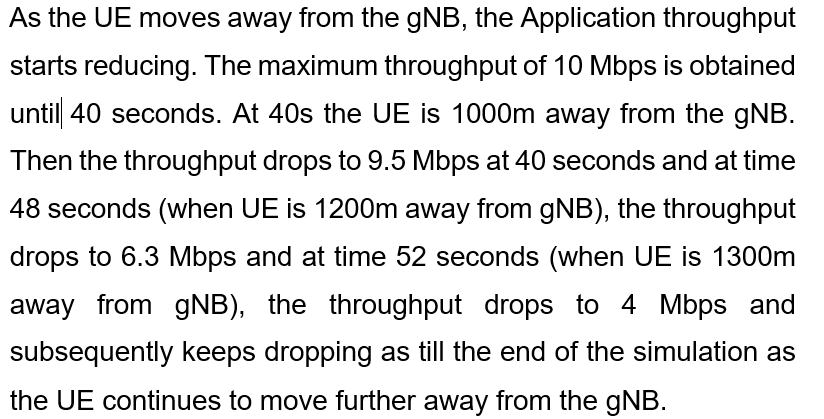 As the UE moves away from the gNB, the Application throughput
starts reducing. The maximum throughput of 10 Mbps is obtained
until 40 seconds. At 40s the UE is 1000m away from the gNB.
Then the throughput drops to 9.5 Mbps at 40 seconds and at time
48 seconds (when UE is 1200m away from gNB), the throughput
drops to 6.3 Mbps and at time 52 seconds (when UE is 1300m
away from gNB), the throughput drops to 4 Mbps and
subsequently keeps dropping as till the end of the simulation as
the UE continues to move further away from the gNB.